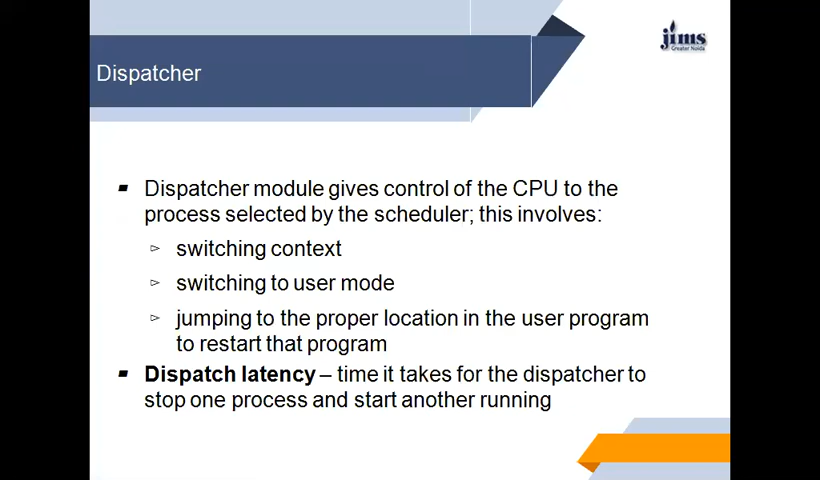 jims
Greater Noida
Dispatcher
Dispatcher module gives control of the CPU to the
process selected by the scheduler; this involves:
switching context
switching to user mode
jumping to the proper location in the user program
to restart that program
Dispatch latency – time it takes for the dispatcher to
stop one process and start another running